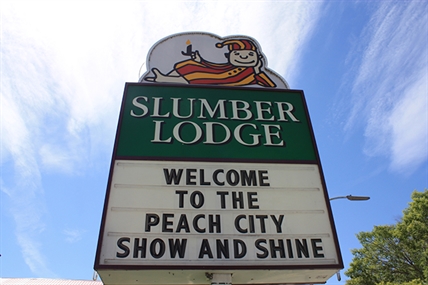 SLUMBER
LODGE
WELCOME
TO THE
PEACH CITY
SHOW AND SHINE